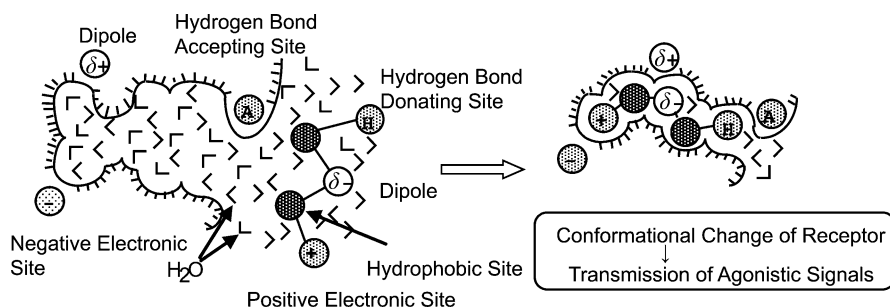 Dipole
δ+
Hydrogen Bond
Accepting Site
A
Hydrogen Bond
Donating Site
H
δ-
Dipole
-
+
Negative Electronic
Site
H2O
Hydrophobic Site
Positive Electronic Site
δ+
+
δ-
H
A
-
Conformational Change of Receptor
↓
Transmission of Agonistic Signals